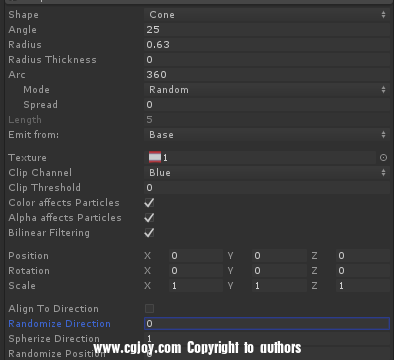 Shape Cone
Angle 25
Radius 0.63
Radius Thickness 0
Arc 360
Mode Random
Spread 0
Length 5
Emit from: Base
Texture 1
Clip Channel Blue
Clip Threshold 0
Color affects Particles
Alpha affects Particles
Bilinear Filtering
Position X 0 Y 0 Z 0
Rotation X 0 Y 0 Z 0
Scale X 1 Y 1 Z 1
Align To Direction
Randomize Direction 0
Spherize Direction 1
www.cgjoy.com Copyright to authors
Randomize Position